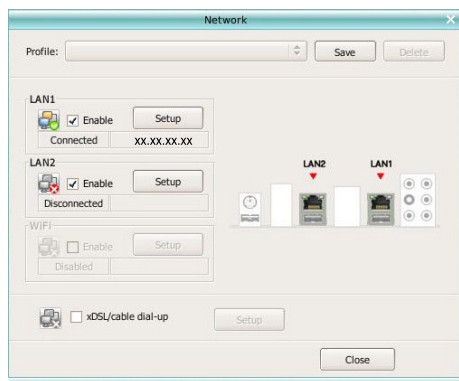 Network
Profile:
Save
Delete
LAN1
Enable
Setup
Connected
XX.XX.XX.XX
LAN2
Enable
Setup
Disconnected
WiFi
Enable
Setup
Disabled
LAN2
LAN1
xDSL/cable dial-up
Setup
Close